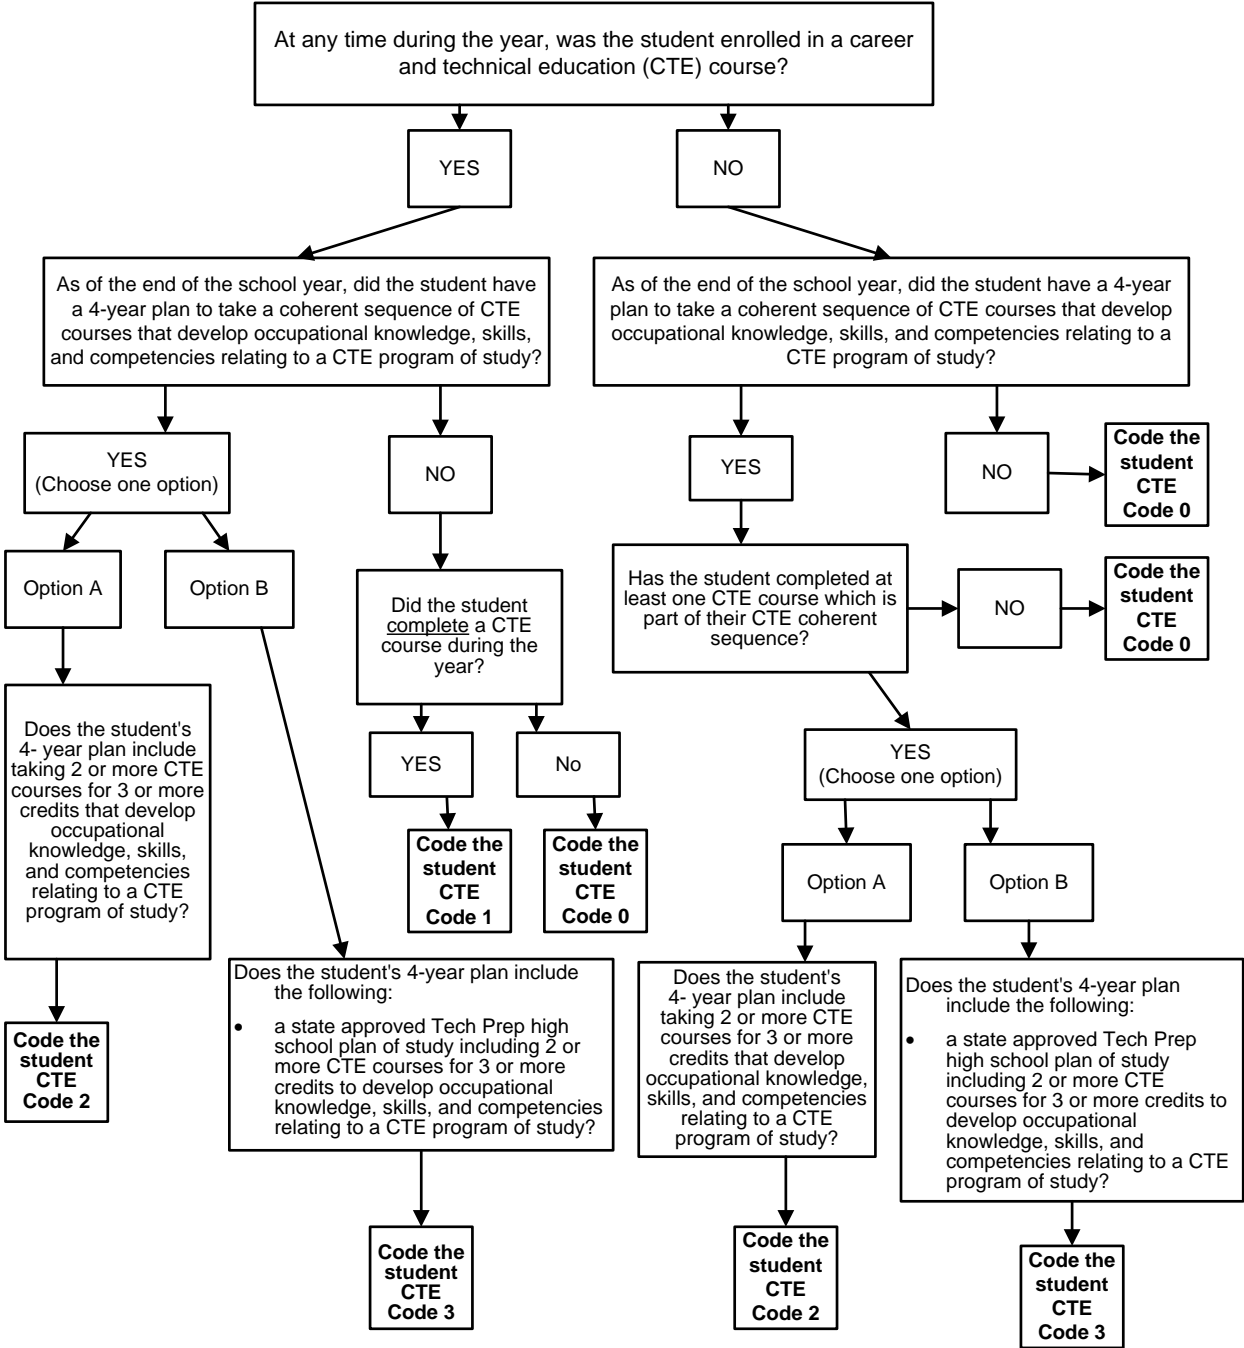 At any time during the year, was the student enrolled in a career
and technical education (CTE) course?
YES
NO
As of the end of the school year, did the student have
a 4-year plan to take a coherent sequence of CTE
courses that develop occupational knowledge, skills,
and competencies relating to a CTE program of study?
As of the end of the school year, did the student have a 4-year
plan to take a coherent sequence of CTE courses that develop
occupational knowledge, skills, and competencies relating to a
CTE program of study?
YES
(Choose one option)
NO
YES
NO
Code the
student
CTE
Code 0
Option A
Option B
Did the student
complete a CTE
course during the
year?
Has the student completed at
least one CTE course which is
part of their CTE coherent
sequence?
NO
Code the
student
CTE
Code 0
Does the student's
4- year plan include
taking 2 or more CTE
courses for 3 or more
credits that develop
occupational
knowledge, skills,
and competencies
relating to a CTE
program of study?
YES
No
YES
(Choose one option)
Code the
student
CTE
Code 1
Code the
student
CTE
Code 0
Option A
Option B
Code the
student
CTE
Code 2
Does the student's 4-year plan include
the following:
• a state approved Tech Prep high
school plan of study including 2 or
more CTE courses for 3 or more
credits to develop occupational
knowledge, skills, and competencies
relating to a CTE program of study?
Does the student's
4- year plan include
taking 2 or more CTE
courses for 3 or more
credits that develop
occupational knowledge,
skills, and competencies
relating to a CTE
program of study?
Does the student's 4-year plan
include the following:
• a state approved Tech Prep
high school plan of study
including 2 or more CTE
courses for 3 or more credits to
develop occupational
knowledge, skills, and
competencies relating to a CTE
program of study?
Code the
student
CTE
Code 3
Code the
student
CTE
Code 2
Code the
student
CTE
Code 3